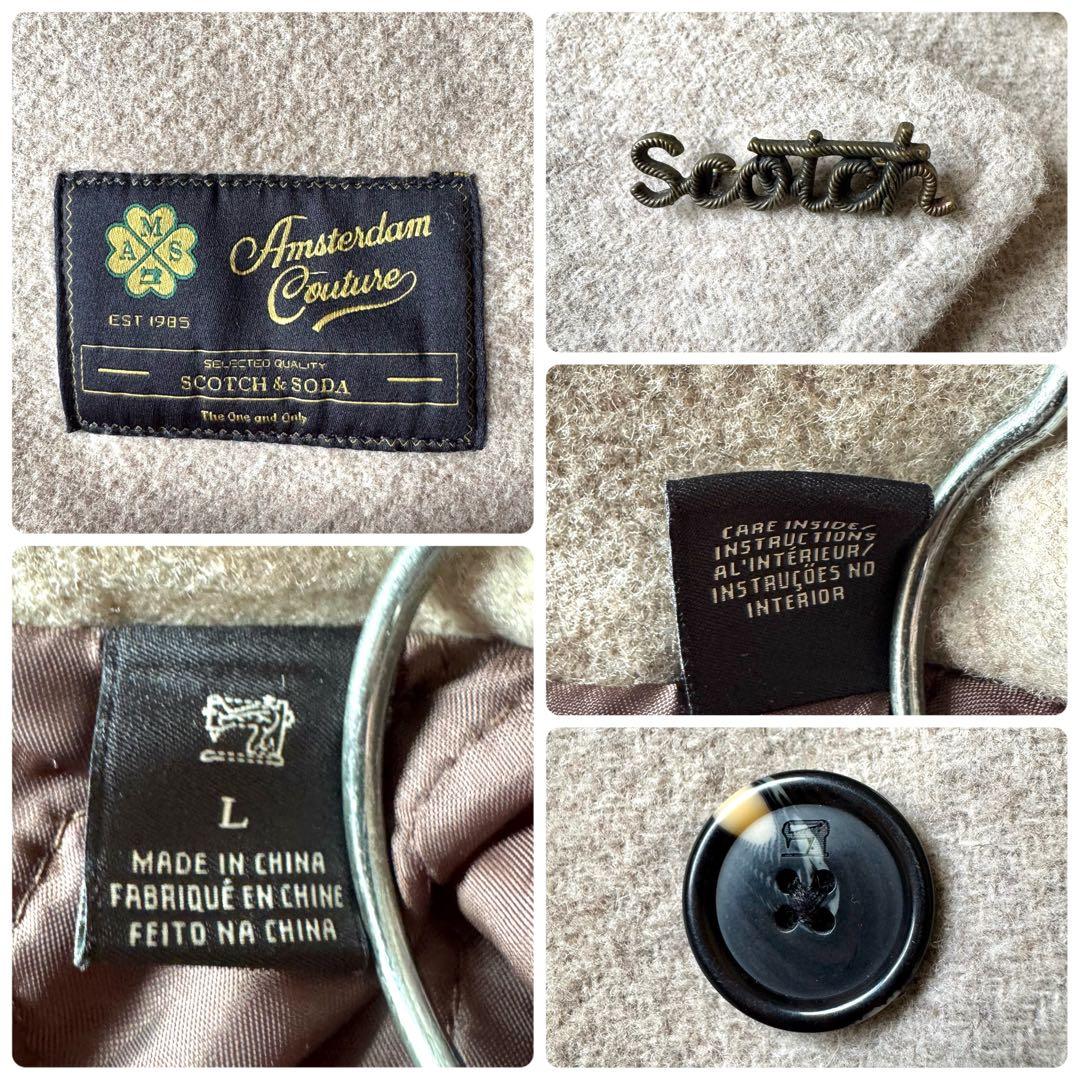 A M S
EST 1985
Amsterdam
Couture
SELECTED QUALITY
SCOTCH & SODA
The One and Only
Scotch
CARE INSIDE/
INSTRUCTIONS
A L'INTÉRIEUR/
INSTRUÇÕES NO
INTERIOR
L
MADE IN CHINA
FABRIQUÉ EN CHINE
FEITO NA CHINA